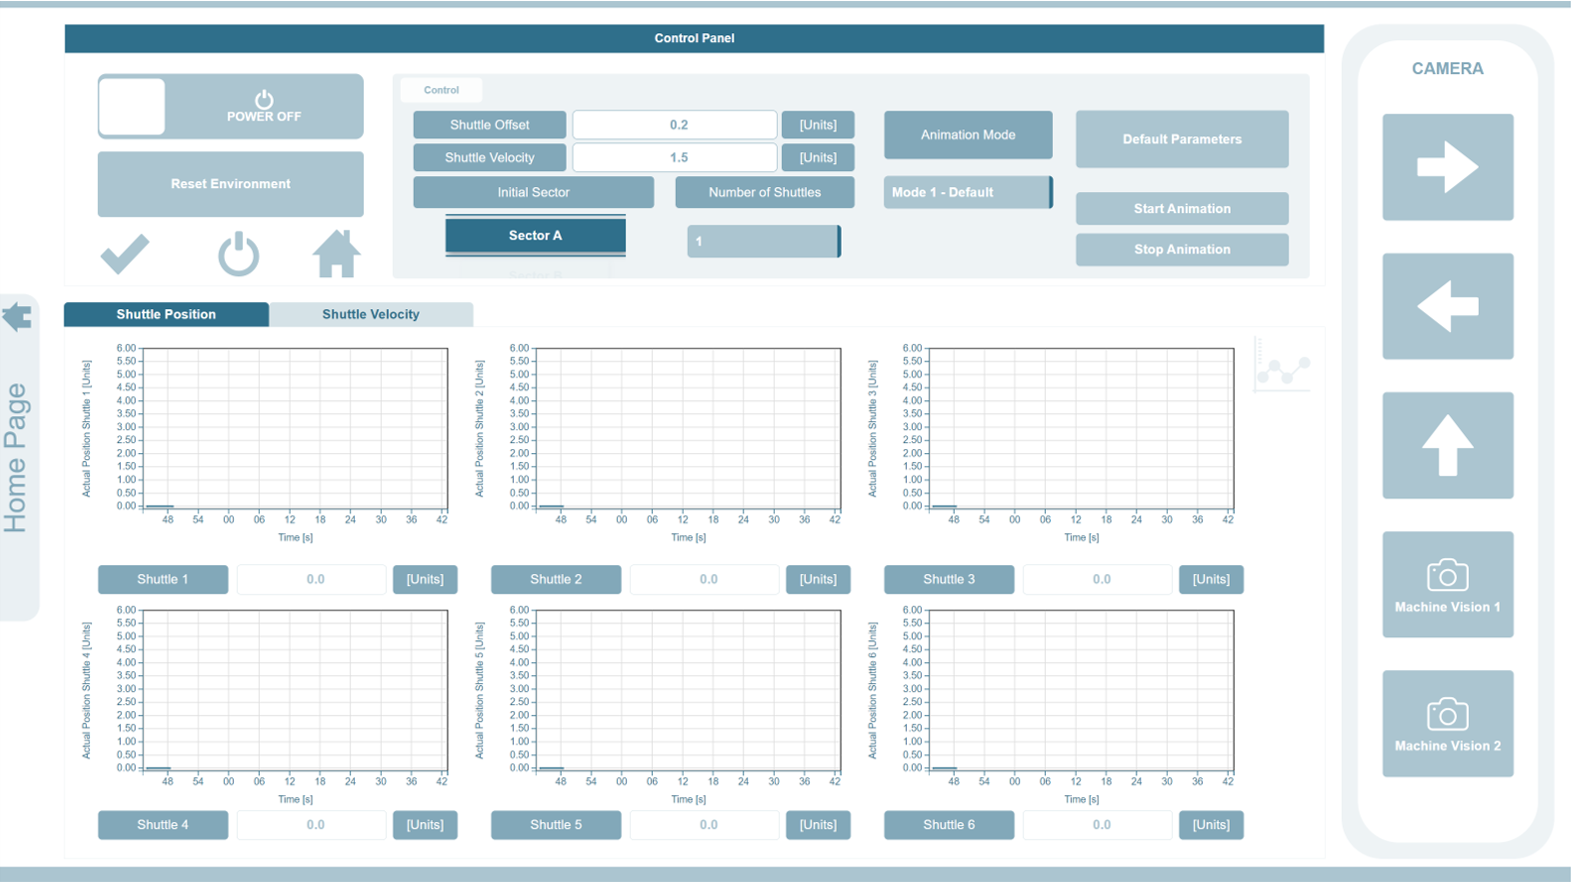 Control Panel
CAMERA
POWER OFF
Reset Environment
Control
Shuttle Offset 0.2 [Units]
Shuttle Velocity 1.5 [Units]
Initial Sector Number of Shuttles
Sector A 1
Sector B
Animation Mode
Mode 1 - Default
Default Parameters
Start Animation
Stop Animation
Home Page
Shuttle Position Shuttle Velocity
Actual Position Shuttle 1 [Units]
6.00
5.50
5.00
4.50
4.00
3.50
3.00
2.50
2.00
1.50
1.00
0.50
0.00
48 54 00 06 12 18 24 30 36 42
Time [s]
Actual Position Shuttle 2 [Units]
6.00
5.50
5.00
4.50
4.00
3.50
3.00
2.50
2.00
1.50
1.00
0.50
0.00
48 54 00 06 12 18 24 30 36 42
Time [s]
Actual Position Shuttle 3 [Units]
6.00
5.50
5.00
4.50
4.00
3.50
3.00
2.50
2.00
1.50
1.00
0.50
0.00
48 54 00 06 12 18 24 30 36 42
Time [s]
Shuttle 1 0.0 [Units]
Shuttle 2 0.0 [Units]
Shuttle 3 0.0 [Units]
Actual Position Shuttle 4 [Units]
6.00
5.50
5.00
4.50
4.00
3.50
3.00
2.50
2.00
1.50
1.00
0.50
0.00
48 54 00 06 12 18 24 30 36 42
Time [s]
Actual Position Shuttle 5 [Units]
6.00
5.50
5.00
4.50
4.00
3.50
3.00
2.50
2.00
1.50
1.00
0.50
0.00
48 54 00 06 12 18 24 30 36 42
Time [s]
Actual Position Shuttle 6 [Units]
6.00
5.50
5.00
4.50
4.00
3.50
3.00
2.50
2.00
1.50
1.00
0.50
0.00
48 54 00 06 12 18 24 30 36 42
Time [s]
Shuttle 4 0.0 [Units]
Shuttle 5 0.0 [Units]
Shuttle 6 0.0 [Units]
Machine Vision 1
Machine Vision 2